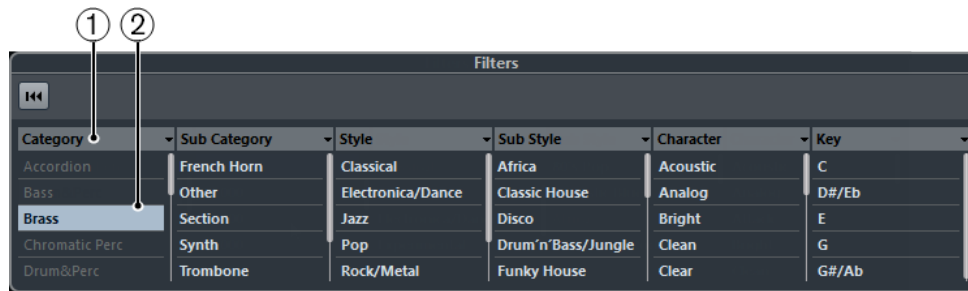 1 2
Filters
Category Sub Category Style Sub Style Character Key
Accordion French Horn Classical Africa Acoustic C
Bass Other Electronica/Dance Classic House Analog D#/Eb
Brass Section Jazz Disco Bright E
Chromatic Perc Synth Pop Drum´n´Bass/Jungle Clean G
Drum&Perc Trombone Rock/Metal Funky House Clear G#/Ab